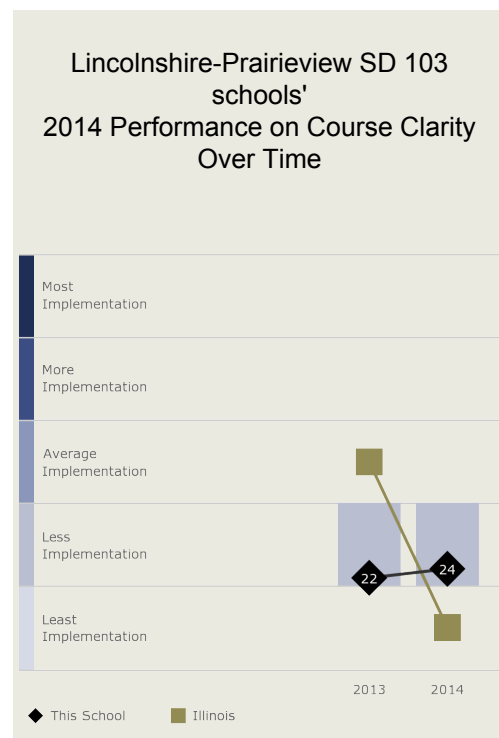 Lincolnshire-Prairieview SD 103
schools'
2014 Performance on Course Clarity
Over Time
Most
Implementation
More
Implementation
Average
Implementation
Less
Implementation
22
24
Least
Implementation
2013
2014
This School
Illinois